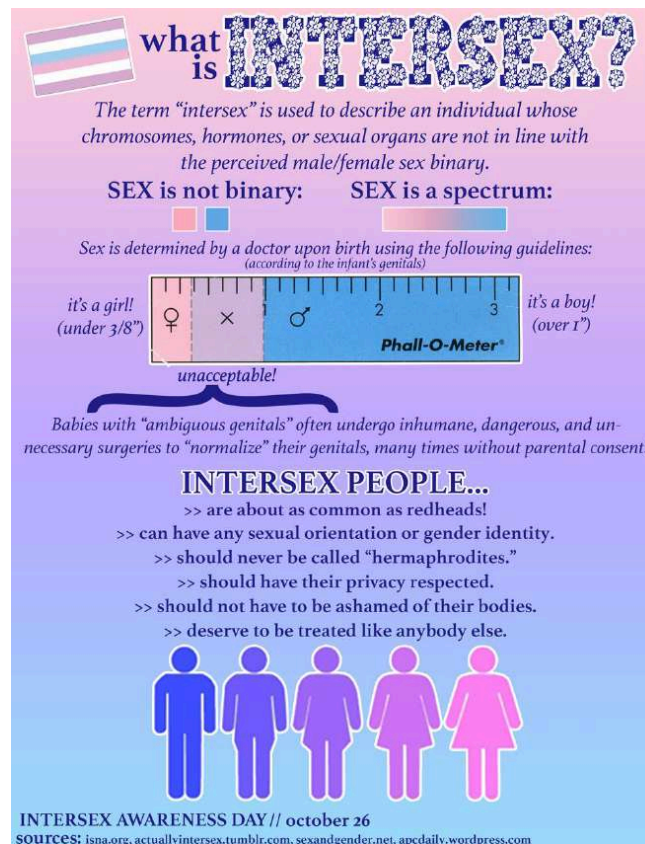 what
is INTERSEX?
The term “intersex” is used to describe an individual whose
chromosomes, hormones, or sexual organs are not in line with
the perceived male/female sex binary.
SEX is not binary: SEX is a spectrum:
Sex is determined by a doctor upon birth using the following guidelines:
(according to the infant's genitals)
it's a girl!
(under 3/8”)
♀ × 1 ♂ 2 3
Phall-O-Meter®
it's a boy!
(over 1”)
unacceptable!
Babies with “ambiguous genitals” often undergo inhumane, dangerous, and un-
necessary surgeries to “normalize” their genitals, many times without parental consent.
INTERSEX PEOPLE...
>> are about as common as redheads!
>> can have any sexual orientation or gender identity.
>> should never be called “hermaphrodites.”
>> should have their privacy respected.
>> should not have to be ashamed of their bodies.
>> deserve to be treated like anybody else.
INTERSEX AWARENESS DAY// october 26
sources: isna.org, actuallyintersex.tumblr.com, sexandgender.net, apcdaily.wordpress.com